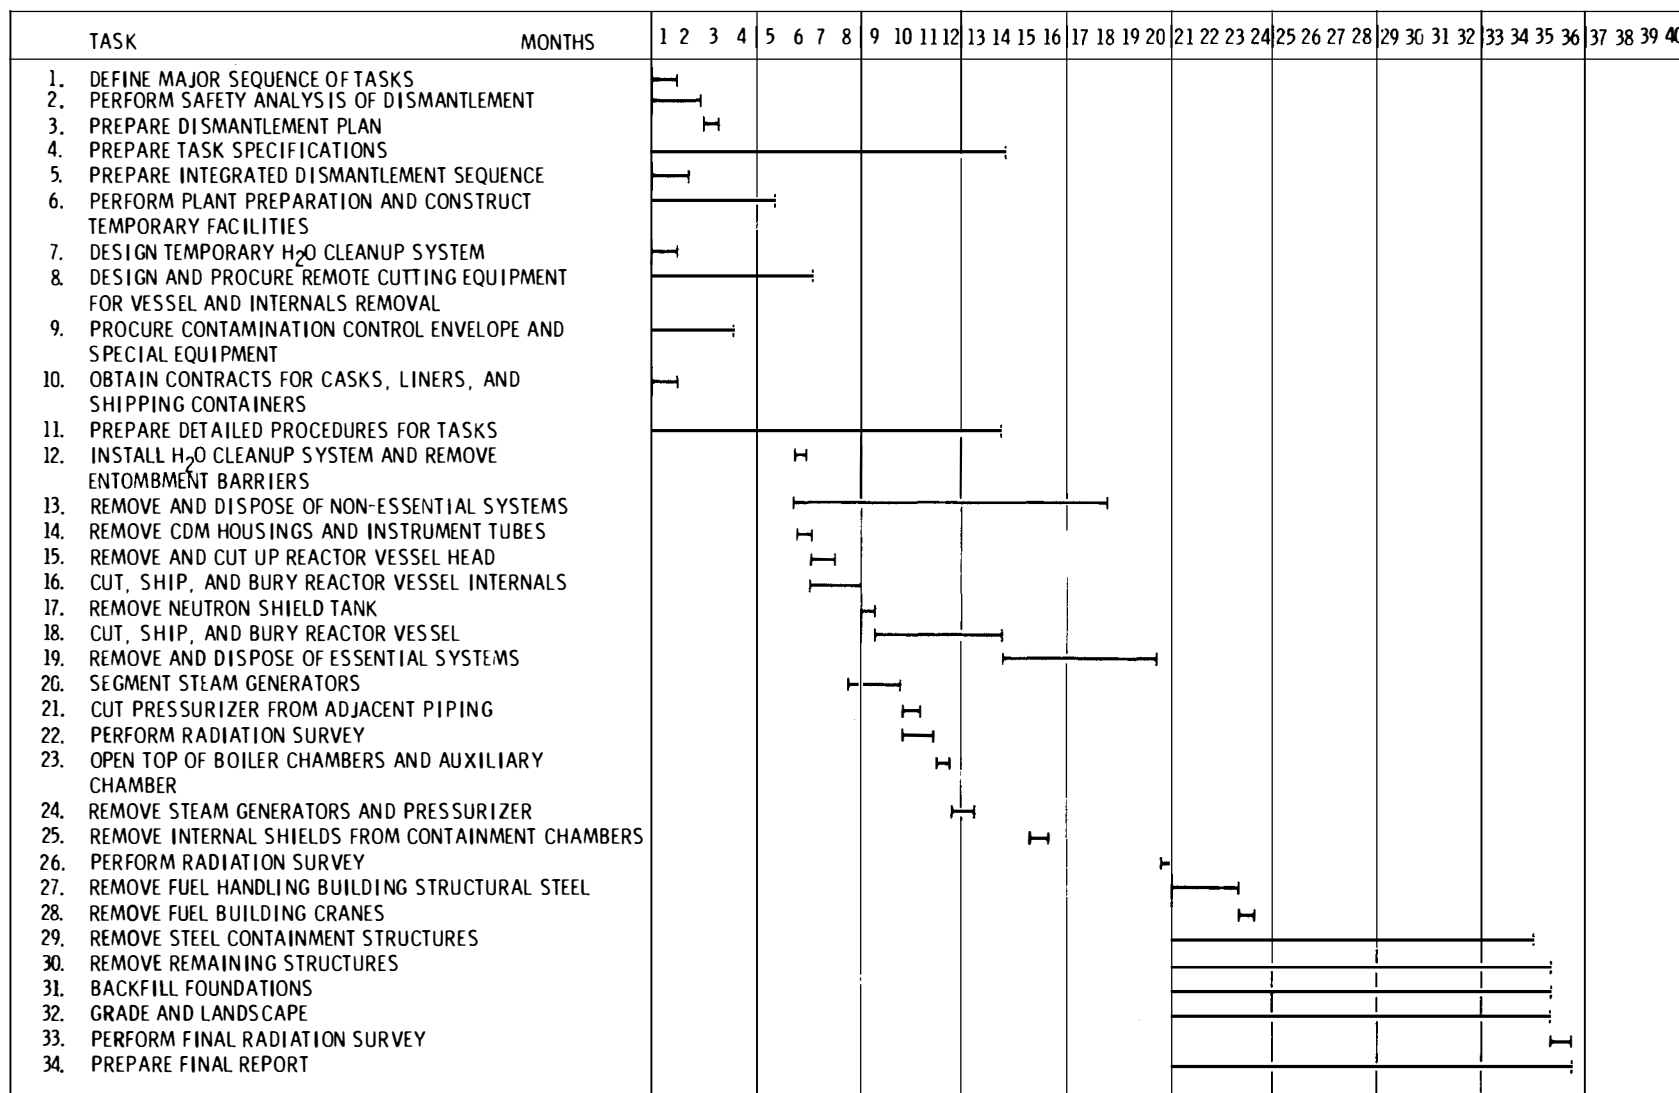 TASK MONTHS 1 2 3 4 5 6 7 8 9 10 11 12 13 14 15 16 17 18 19 20 21 22 23 24 25 26 27 28 29 30 31 32 33 34 35 36 37 38 39 40
1. DEFINE MAJOR SEQUENCE OF TASKS
2. PERFORM SAFETY ANALYSIS OF DISMANTLEMENT
3. PREPARE DISMANTLEMENT PLAN
4. PREPARE TASK SPECIFICATIONS
5. PREPARE INTEGRATED DISMANTLEMENT SEQUENCE
6. PERFORM PLANT PREPARATION AND CONSTRUCT
TEMPORARY FACILITIES
7. DESIGN TEMPORARY H2O CLEANUP SYSTEM
8. DESIGN AND PROCURE REMOTE CUTTING EQUIPMENT
FOR VESSEL AND INTERNALS REMOVAL
9. PROCURE CONTAMINATION CONTROL ENVELOPE AND
SPECIAL EQUIPMENT
10. OBTAIN CONTRACTS FOR CASKS, LINERS, AND
SHIPPING CONTAINERS
11. PREPARE DETAILED PROCEDURES FOR TASKS
12. INSTALL H2O CLEANUP SYSTEM AND REMOVE
ENTOMBMENT BARRIERS
13. REMOVE AND DISPOSE OF NON-ESSENTIAL SYSTEMS
14. REMOVE CDM HOUSINGS AND INSTRUMENT TUBES
15. REMOVE AND CUT UP REACTOR VESSEL HEAD
16. CUT, SHIP, AND BURY REACTOR VESSEL INTERNALS
17. REMOVE NEUTRON SHIELD TANK
18. CUT, SHIP, AND BURY REACTOR VESSEL
19. REMOVE AND DISPOSE OF ESSENTIAL SYSTEMS
20. SEGMENT STEAM GENERATORS
21. CUT PRESSURIZER FROM ADJACENT PIPING
22. PERFORM RADIATION SURVEY
23. OPEN TOP OF BOILER CHAMBERS AND AUXILIARY
CHAMBER
24. REMOVE STEAM GENERATORS AND PRESSURIZER
25. REMOVE INTERNAL SHIELDS FROM CONTAINMENT CHAMBERS
26. PERFORM RADIATION SURVEY
27. REMOVE FUEL HANDLING BUILDING STRUCTURAL STEEL
28. REMOVE FUEL BUILDING CRANES
29. REMOVE STEEL CONTAINMENT STRUCTURES
30. REMOVE REMAINING STRUCTURES
31. BACKFILL FOUNDATIONS
32. GRADE AND LANDSCAPE
33. PERFORM FINAL RADIATION SURVEY
34. PREPARE FINAL REPORT